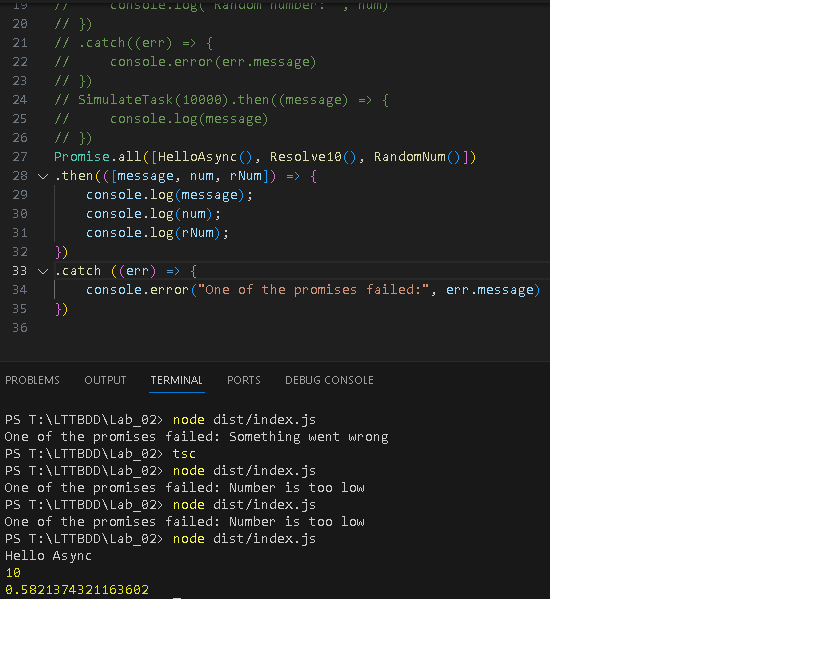 19 //     console.log("Random number: ", num)
20 // })
21 // .catch((err) => {
22 //     console.error(err.message)
23 // })
24 // SimulateTask(10000).then((message) => {
25 //     console.log(message)
26 // })
27 Promise.all([HelloAsync(), Resolve10(), RandomNum()])
28 .then(([message, num, rNum]) => {
29     console.log(message);
30     console.log(num);
31     console.log(rNum);
32 })
33 .catch ((err) => {
34     console.error("One of the promises failed:", err.message)
35 })
36
PROBLEMS OUTPUT TERMINAL PORTS DEBUG CONSOLE
PS T:\LTTBDD\Lab_02> node dist/index.js
One of the promises failed: Something went wrong
PS T:\LTTBDD\Lab_02> tsc
PS T:\LTTBDD\Lab_02> node dist/index.js
One of the promises failed: Number is too low
PS T:\LTTBDD\Lab_02> node dist/index.js
One of the promises failed: Number is too low
PS T:\LTTBDD\Lab_02> node dist/index.js
Hello Async
10
0.5821374321163602